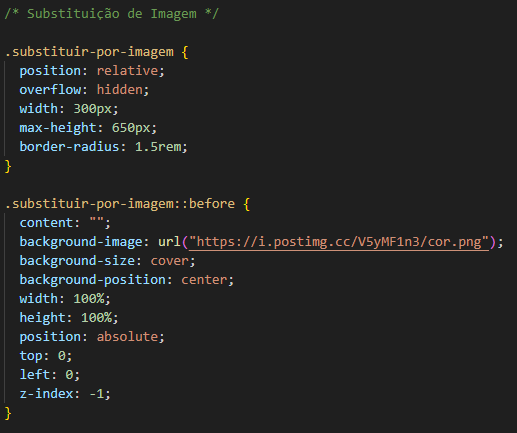 /* Substituição de Imagem */
.substituir-por-imagem {
position: relative;
overflow: hidden;
width: 300px;
max-height: 650px;
border-radius: 1.5rem;
}
.substituir-por-imagem::before {
content: "";
background-image: url("https://i.postimg.cc/V5yMF1n3/cor.png");
background-size: cover;
background-position: center;
width: 100%;
height: 100%;
position: absolute;
top: 0;
left: 0;
z-index: -1;
}